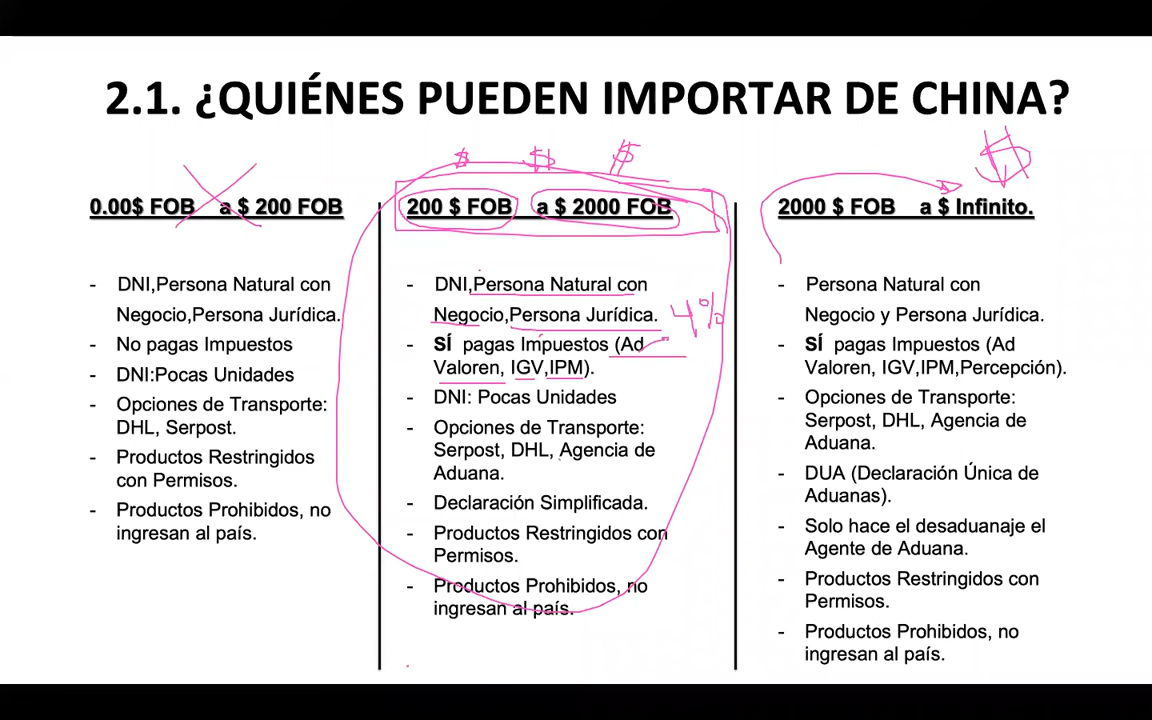 2.1. ¿QUIÉNES PUEDEN IMPORTAR DE CHINA?
$ $ $ $
0.00$ FOB a $ 200 FOB
- DNI,Persona Natural con
Negocio,Persona Jurídica.
- No pagas Impuestos
- DNI:Pocas Unidades
- Opciones de Transporte:
DHL, Serpost.
- Productos Restringidos
con Permisos.
- Productos Prohibidos, no
ingresan al país.
200 $ FOB a $ 2000 FOB
- DNI,Persona Natural con
Negocio,Persona Jurídica.
4%
- SÍ pagas Impuestos (Ad
Valoren, IGV,IPM).
- DNI: Pocas Unidades
- Opciones de Transporte:
Serpost, DHL, Agencia de
Aduana.
- Declaración Simplificada.
- Productos Restringidos con
Permisos.
- Productos Prohibidos, no
ingresan al país.
2000 $ FOB a $ Infinito.
- Persona Natural con
Negocio y Persona Jurídica.
- SÍ pagas Impuestos (Ad
Valoren, IGV,IPM,Percepción).
- Opciones de Transporte:
Serpost, DHL, Agencia de
Aduana.
- DUA (Declaración Única de
Aduanas).
- Solo hace el desaduanaje el
Agente de Aduana.
- Productos Restringidos con
Permisos.
- Productos Prohibidos, no
ingresan al país.